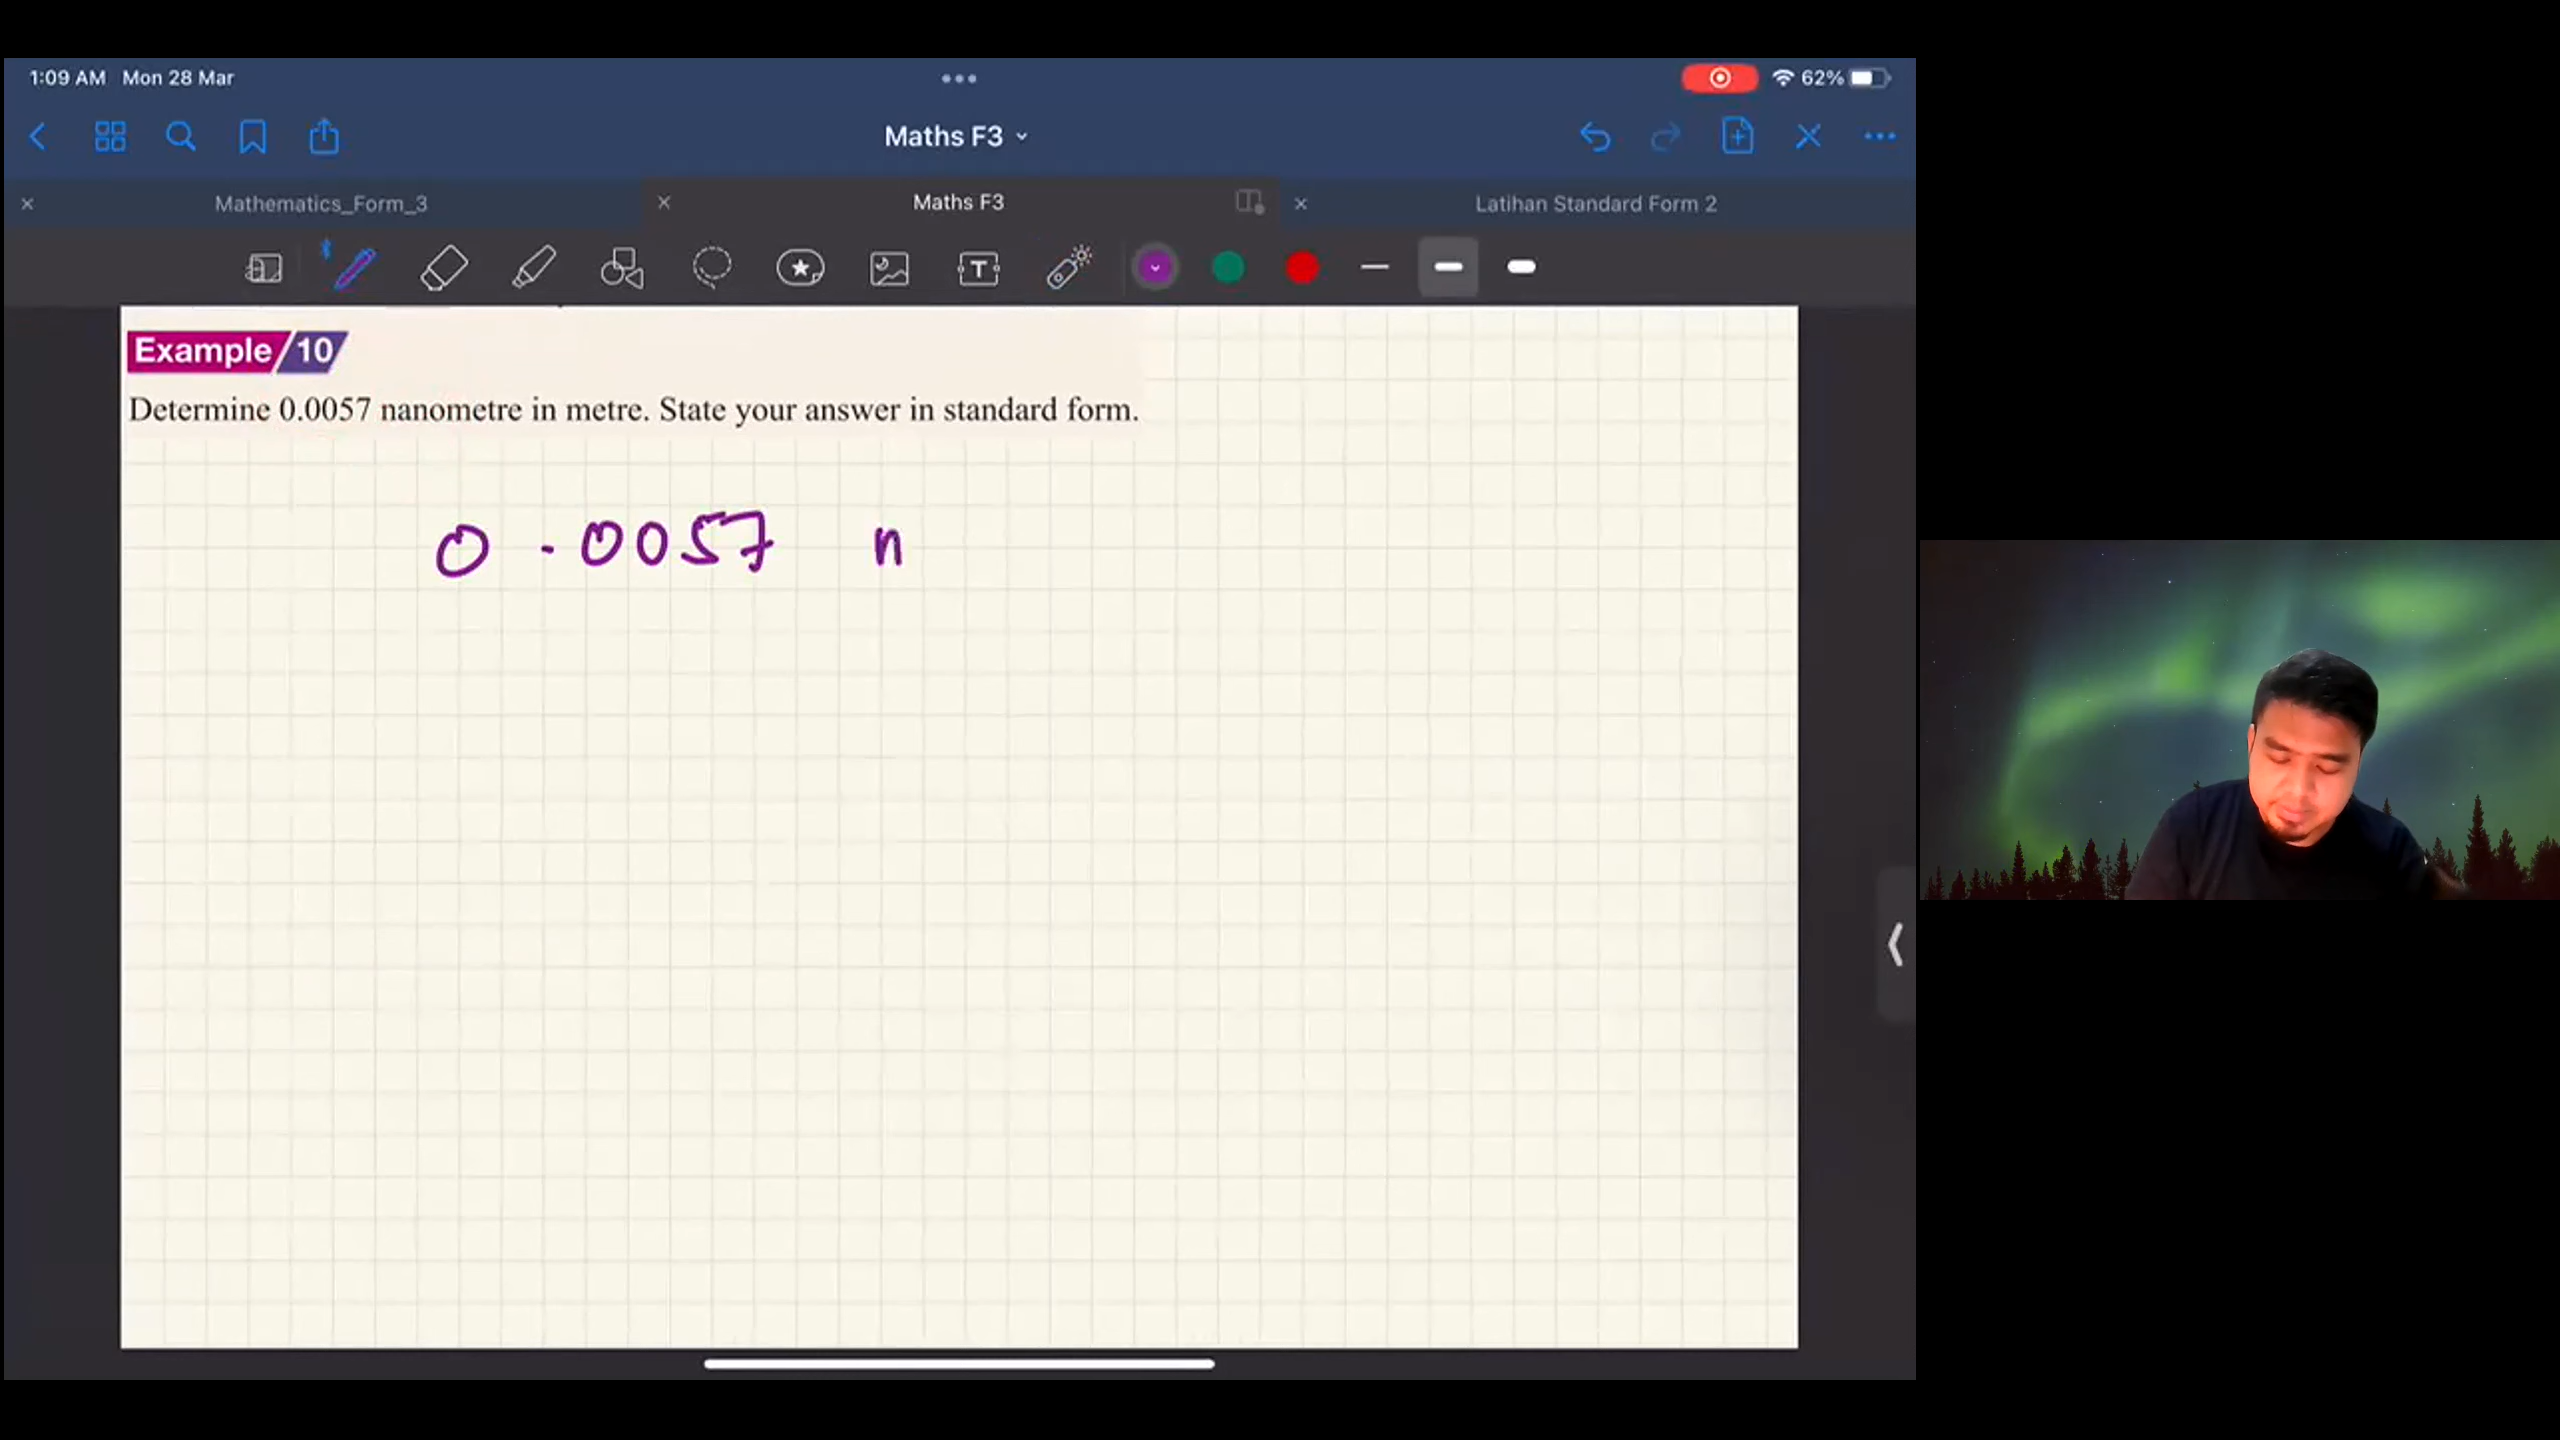 1:09 AM Mon 28 Mar
62%
Maths F3
Mathematics_Form_3
Maths F3
Latihan Standard Form 2
T
Example 10
Determine 0.0057 nanometre in metre. State your answer in standard form.
0.0057 n